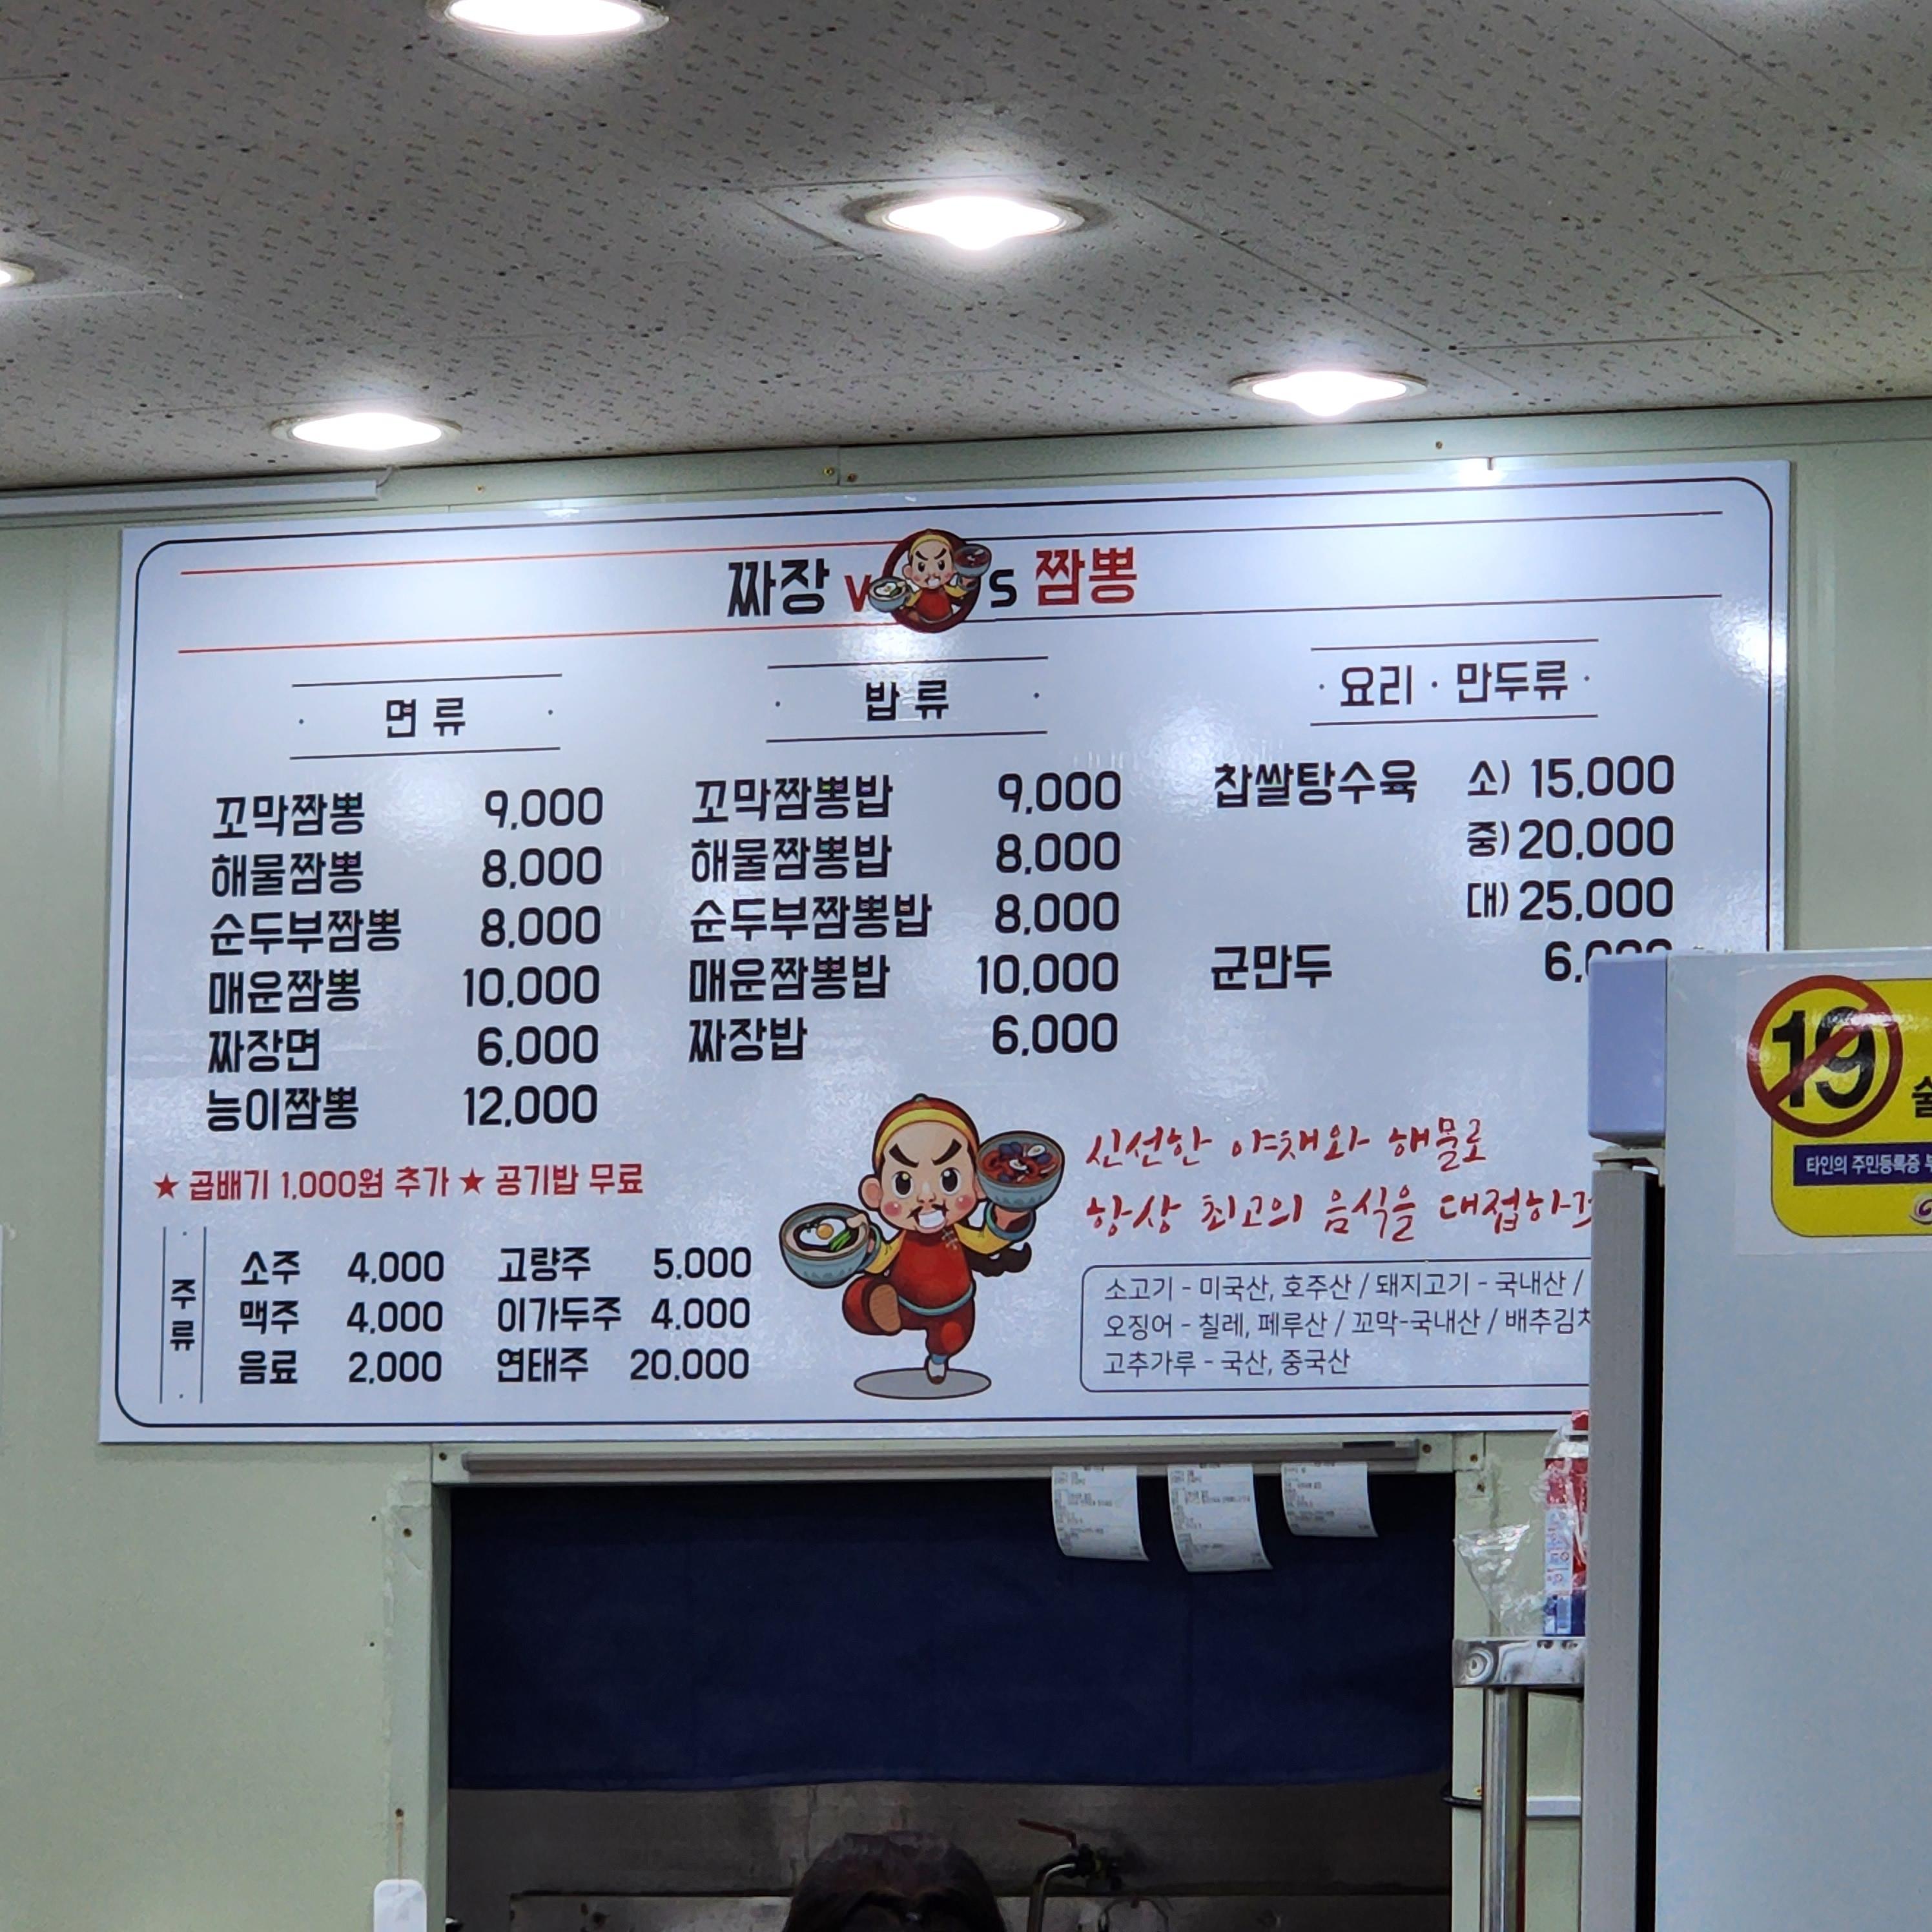 짜장 vs 짬뽕
면류
꼬막짬뽕 9,000
해물짬뽕 8,000
순두부짬뽕 8,000
매운짬뽕 10,000
짜장면 6,000
능이짬뽕 12,000
★ 곱배기 1,000원 추가 ★ 공기밥 무료
밥류
꼬막짬뽕밥 9,000
해물짬뽕밥 8,000
순두부짬뽕밥 8,000
매운짬뽕밥 10,000
짜장밥 6,000
· 요리 · 만두류 ·
찹쌀탕수육 소) 15,000
중) 20,000
대) 25,000
군만두 6,000
주류
소주 4,000 고량주 5,000
맥주 4,000 이가두주 4,000
음료 2,000 연태주 20,000
신선한 야채와 해물로
항상 최고의 음식을 대접하겠
소고기 - 미국산, 호주산 / 돼지고기 - 국내산 /
오징어 - 칠레, 페루산 / 꼬막-국내산 / 배추김치
고추가루 - 국산, 중국산
19
술
타인의 주민등록증